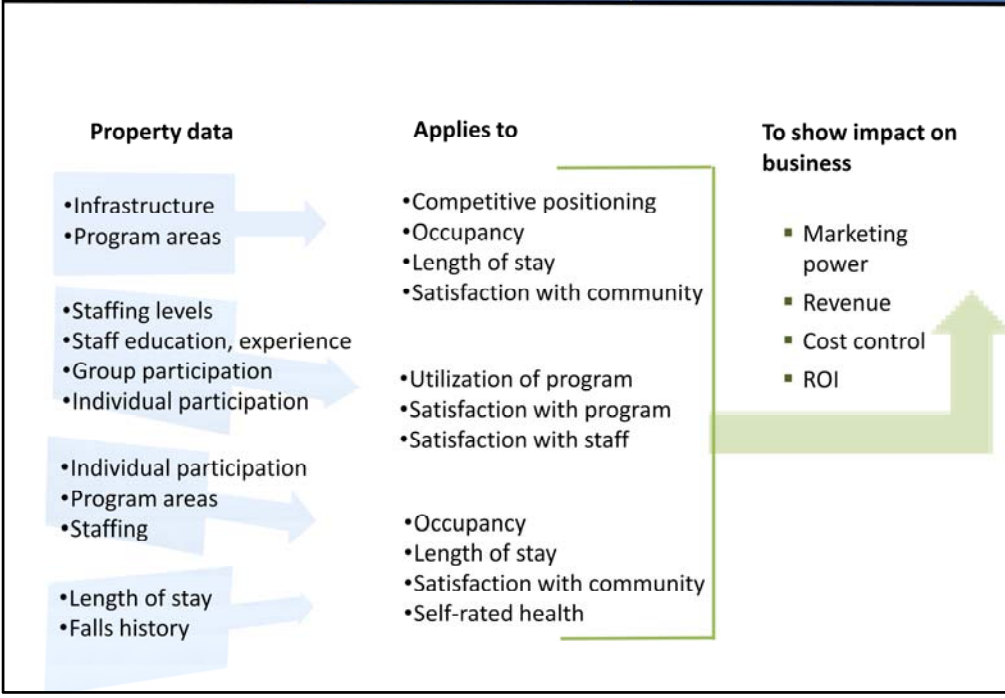 Property data
•Infrastructure
•Program areas
•Staffing levels
•Staff education, experience
•Group participation
•Individual participation
•Individual participation
•Program areas
•Staffing
•Length of stay
•Falls history
Applies to
•Competitive positioning
•Occupancy
•Length of stay
•Satisfaction with community
•Utilization of program
•Satisfaction with program
•Satisfaction with staff
•Occupancy
•Length of stay
•Satisfaction with community
•Self-rated health
To show impact on
business
▪ Marketing
power
▪ Revenue
▪ Cost control
▪ ROI